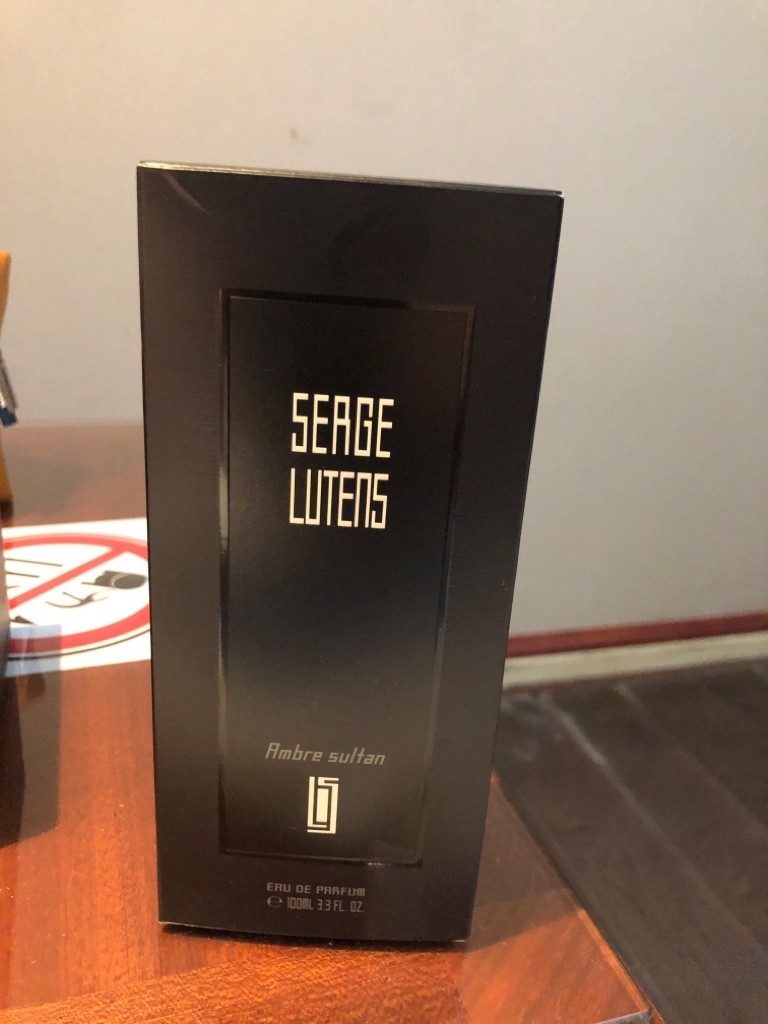 SERGE
LUTENS
Ambre sultan
EAU DE PARFUM
℮ 100ML 3.3 FL. OZ.